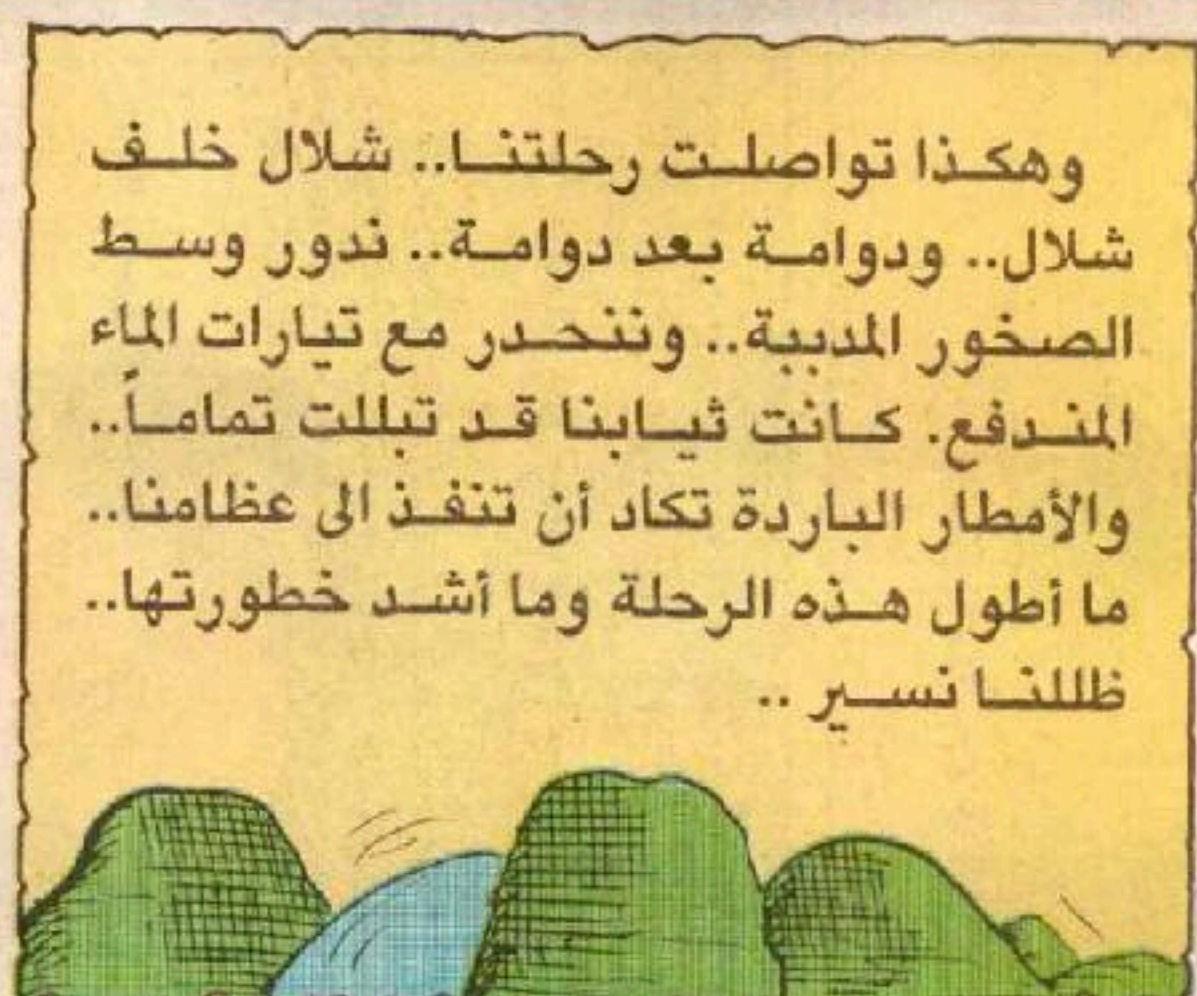 وهكذا تواصلت رحلتنا.. شلال خلف
شلال.. ودوامة بعد دوامة.. ندور وسط
الصخور المدببة.. وننحدر مع تيارات الماء
المندفع. كانت ثيابنا قد تبللت تماماً..
والأمطار الباردة تكاد أن تنفذ الى عظامنا..
ما أطول هذه الرحلة وما أشد خطورتها..
ظللنا نسير ..